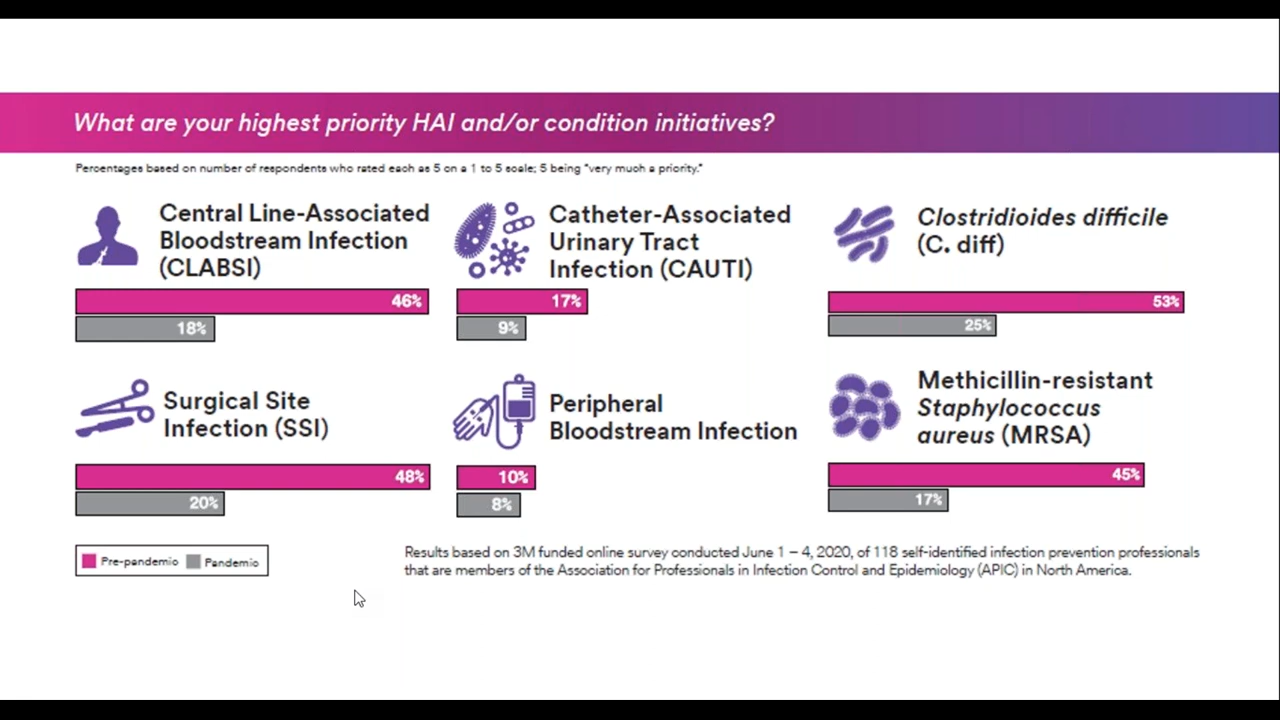 What are your highest priority HAI and/or condition initiatives?
Percentages based on number of respondents who rated each as 5 on a 1 to 5 scale; 5 being "very much a priority."
Central Line-Associated
Bloodstream Infection
(CLABSI)
46%
18%
Catheter-Associated
Urinary Tract
Infection (CAUTI)
17%
9%
Clostridioides difficile
(C. diff)
53%
25%
Surgical Site
Infection (SSI)
48%
20%
Peripheral
Bloodstream Infection
10%
8%
Methicillin-resistant
Staphylococcus
aureus (MRSA)
45%
17%
Pre-pandemic
Pandemic
Results based on 3M funded online survey conducted June 1 – 4, 2020, of 118 self-identified infection prevention professionals
that are members of the Association for Professionals in Infection Control and Epidemiology (APIC) in North America.